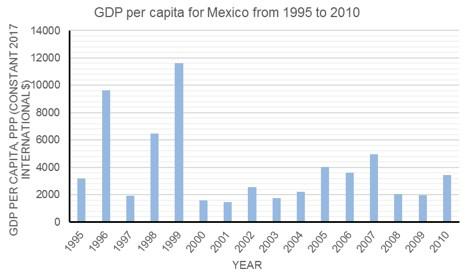 GDP per capita for Mexico from 1995 to 2010
GDP PER CAPITA, PPP (CONSTANT 2017
INTERNATIONAL$)
14000
12000
10000
8000
6000
4000
2000
0
1995 1996 1997 1998 1999 2000 2001 2002 2003 2004 2005 2006 2007 2008 2009 2010
YEAR